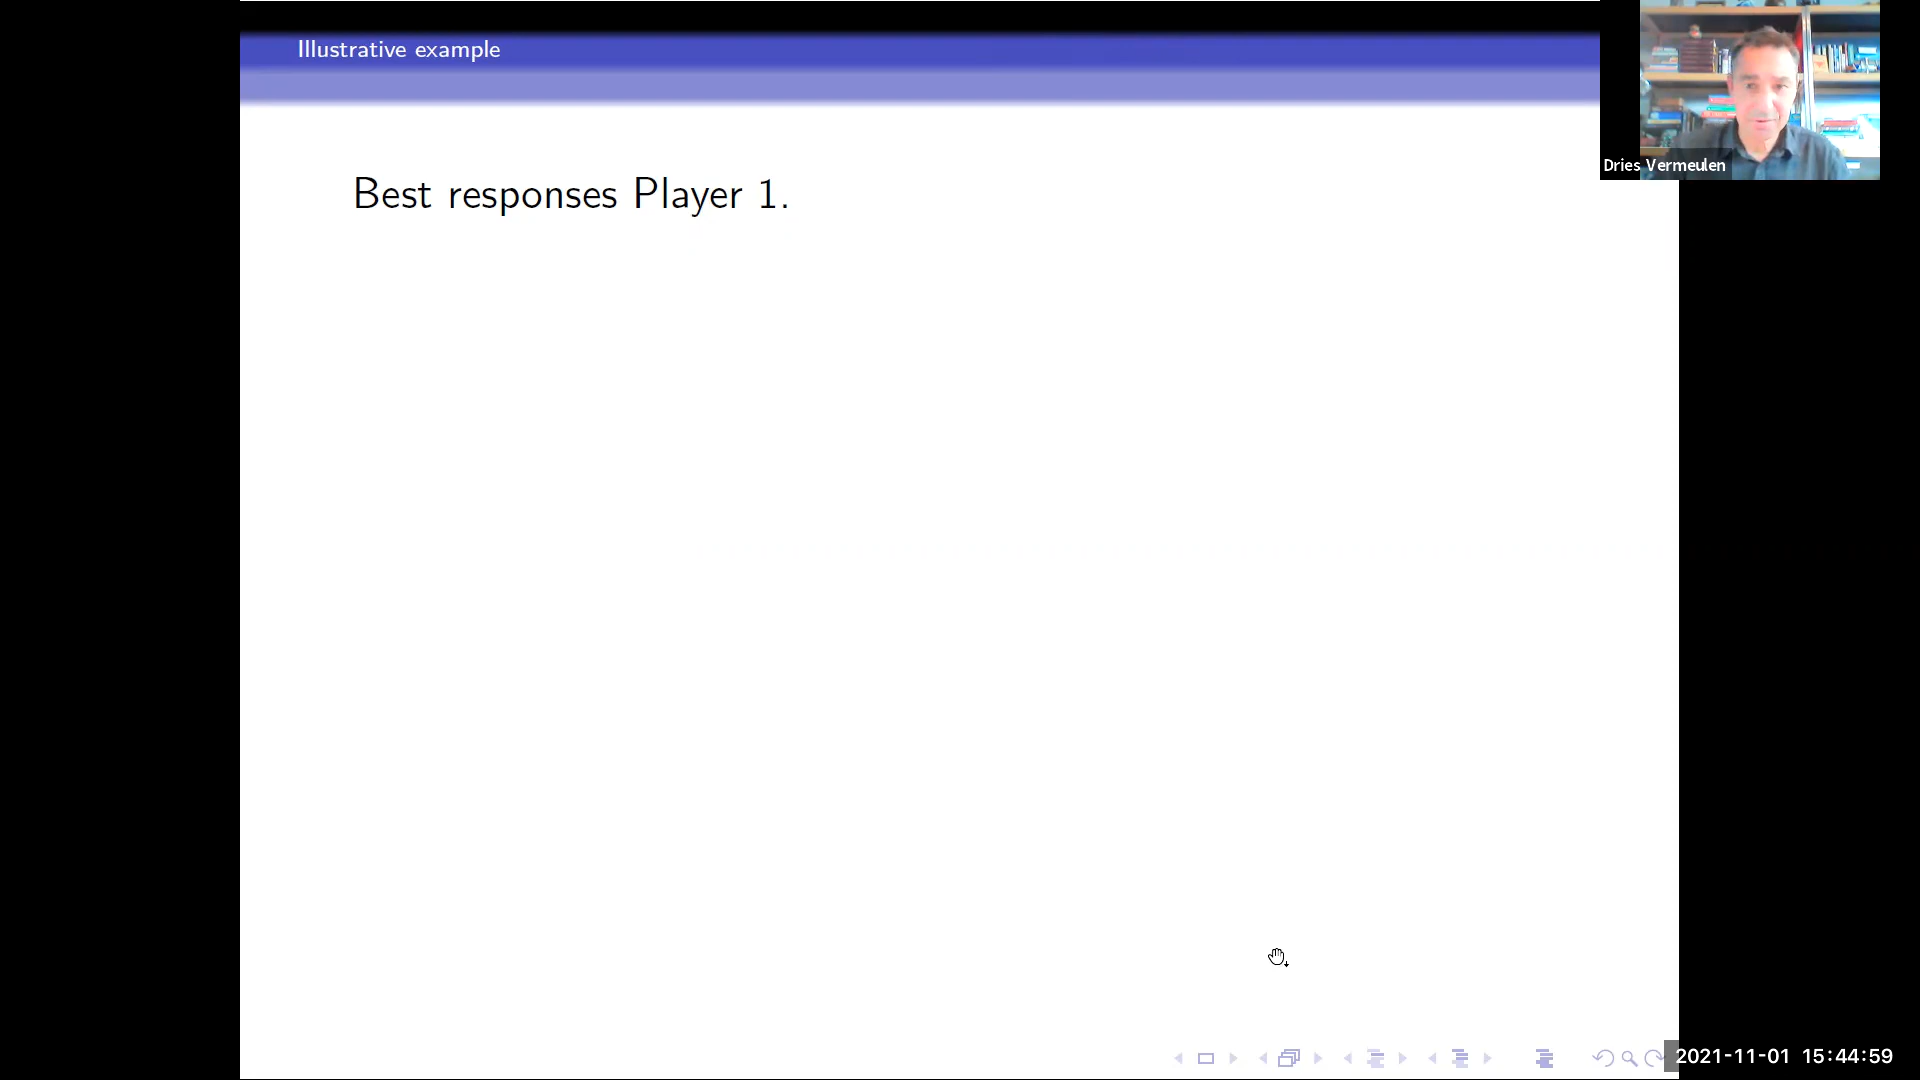 Illustrative example
Dries Vermeulen
Best responses Player 1.
2021-11-01 15:44:59